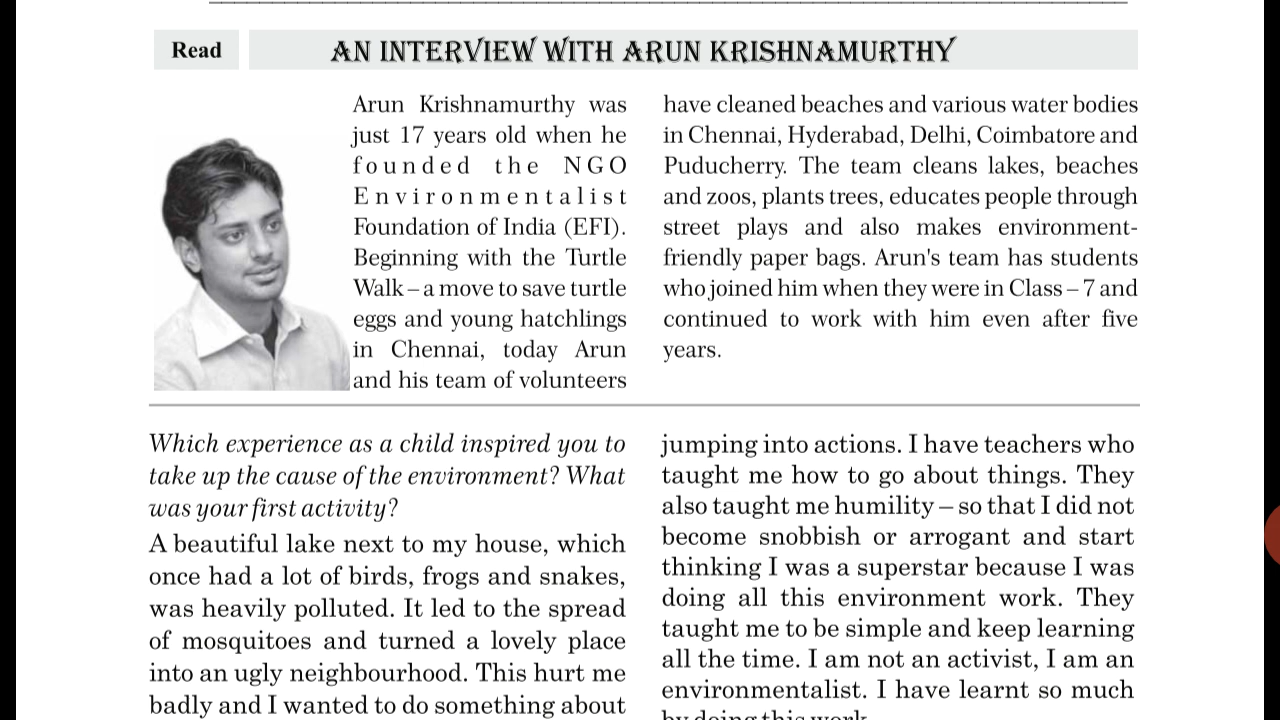 Read
AN INTERVIEW WITH ARUN KRISHNAMURTHY
Arun Krishnamurthy was
just 17 years old when he
founded the NGO
Environmentalist
Foundation of India (EFI).
Beginning with the Turtle
Walk – a move to save turtle
eggs and young hatchlings
in Chennai, today Arun
and his team of volunteers
have cleaned beaches and various water bodies
in Chennai, Hyderabad, Delhi, Coimbatore and
Puducherry. The team cleans lakes, beaches
and zoos, plants trees, educates people through
street plays and also makes environment-
friendly paper bags. Arun's team has students
who joined him when they were in Class – 7 and
continued to work with him even after five
years.
Which experience as a child inspired you to
take up the cause of the environment? What
was your first activity?
A beautiful lake next to my house, which
once had a lot of birds, frogs and snakes,
was heavily polluted. It led to the spread
of mosquitoes and turned a lovely place
into an ugly neighbourhood. This hurt me
badly and I wanted to do something about
jumping into actions. I have teachers who
taught me how to go about things. They
also taught me humility – so that I did not
become snobbish or arrogant and start
thinking I was a superstar because I was
doing all this environment work. They
taught me to be simple and keep learning
all the time. I am not an activist, I am an
environmentalist. I have learnt so much
by doing this work